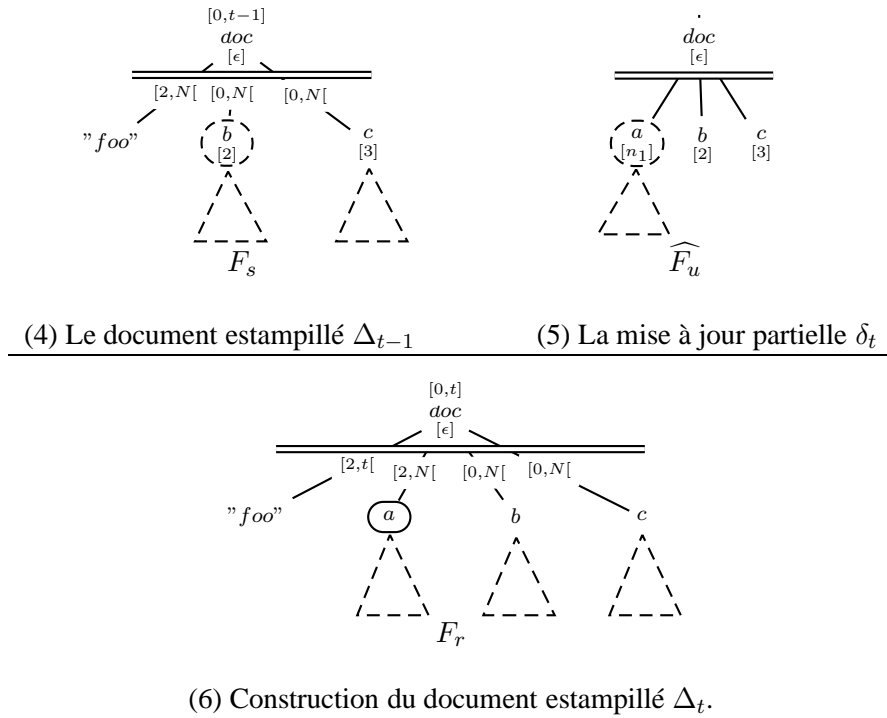 [0,t−1]
doc
[ϵ]
[2,N[ [0,N[ [0,N[
"foo" b c
[2] [3]
F_s
doc
[ϵ]
a b c
[n_1] [2] [3]
\widehat{F_u}
(4) Le document estampillé Δ_{t−1}
(5) La mise à jour partielle δ_t
[0,t]
doc
[ϵ]
[2,t[ [2,N[ [0,N[ [0,N[
"foo" a b c
F_r
(6) Construction du document estampillé Δ_t.